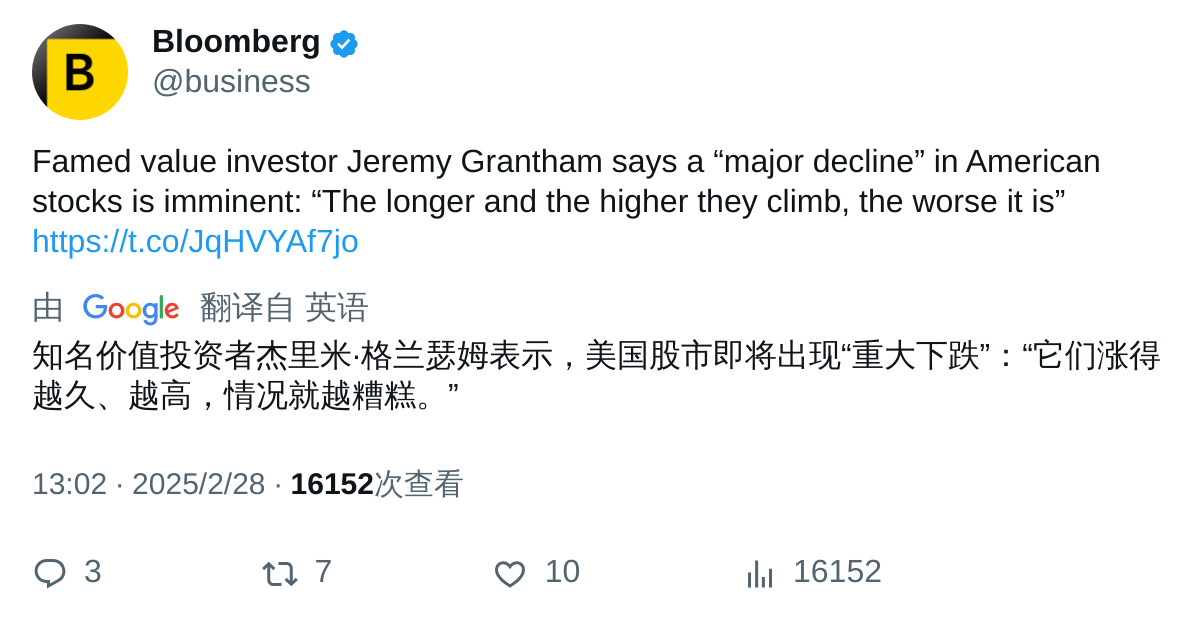 B
Bloomberg
@business
Famed value investor Jeremy Grantham says a “major decline” in American
stocks is imminent: “The longer and the higher they climb, the worse it is”
https://t.co/JqHVYAf7jo
由 Google 翻译自 英语
知名价值投资者杰里米·格兰瑟姆表示，美国股市即将出现“重大下跌”：“它们涨得
越久、越高，情况就越糟糕。”
13:02 · 2025/2/28 · 16152次查看
3 7 10 16152